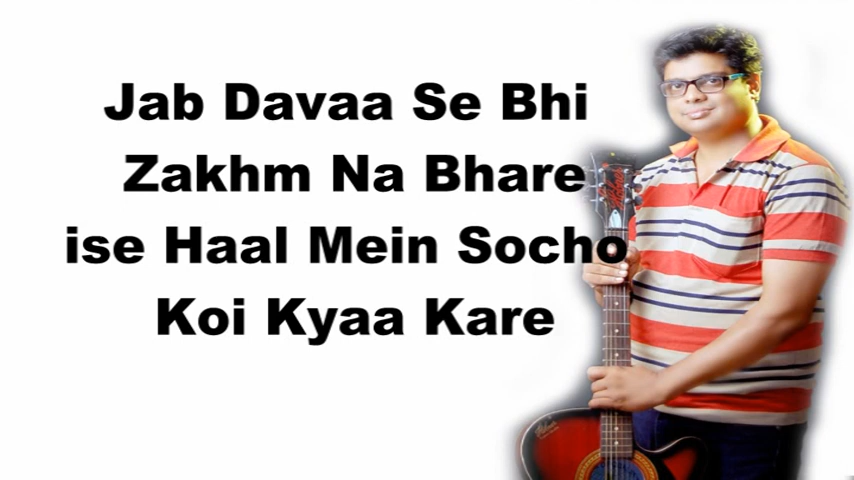 Jab Davaa Se Bhi
Zakhm Na Bhare
ise Haal Mein Socho
Koi Kyaa Kare